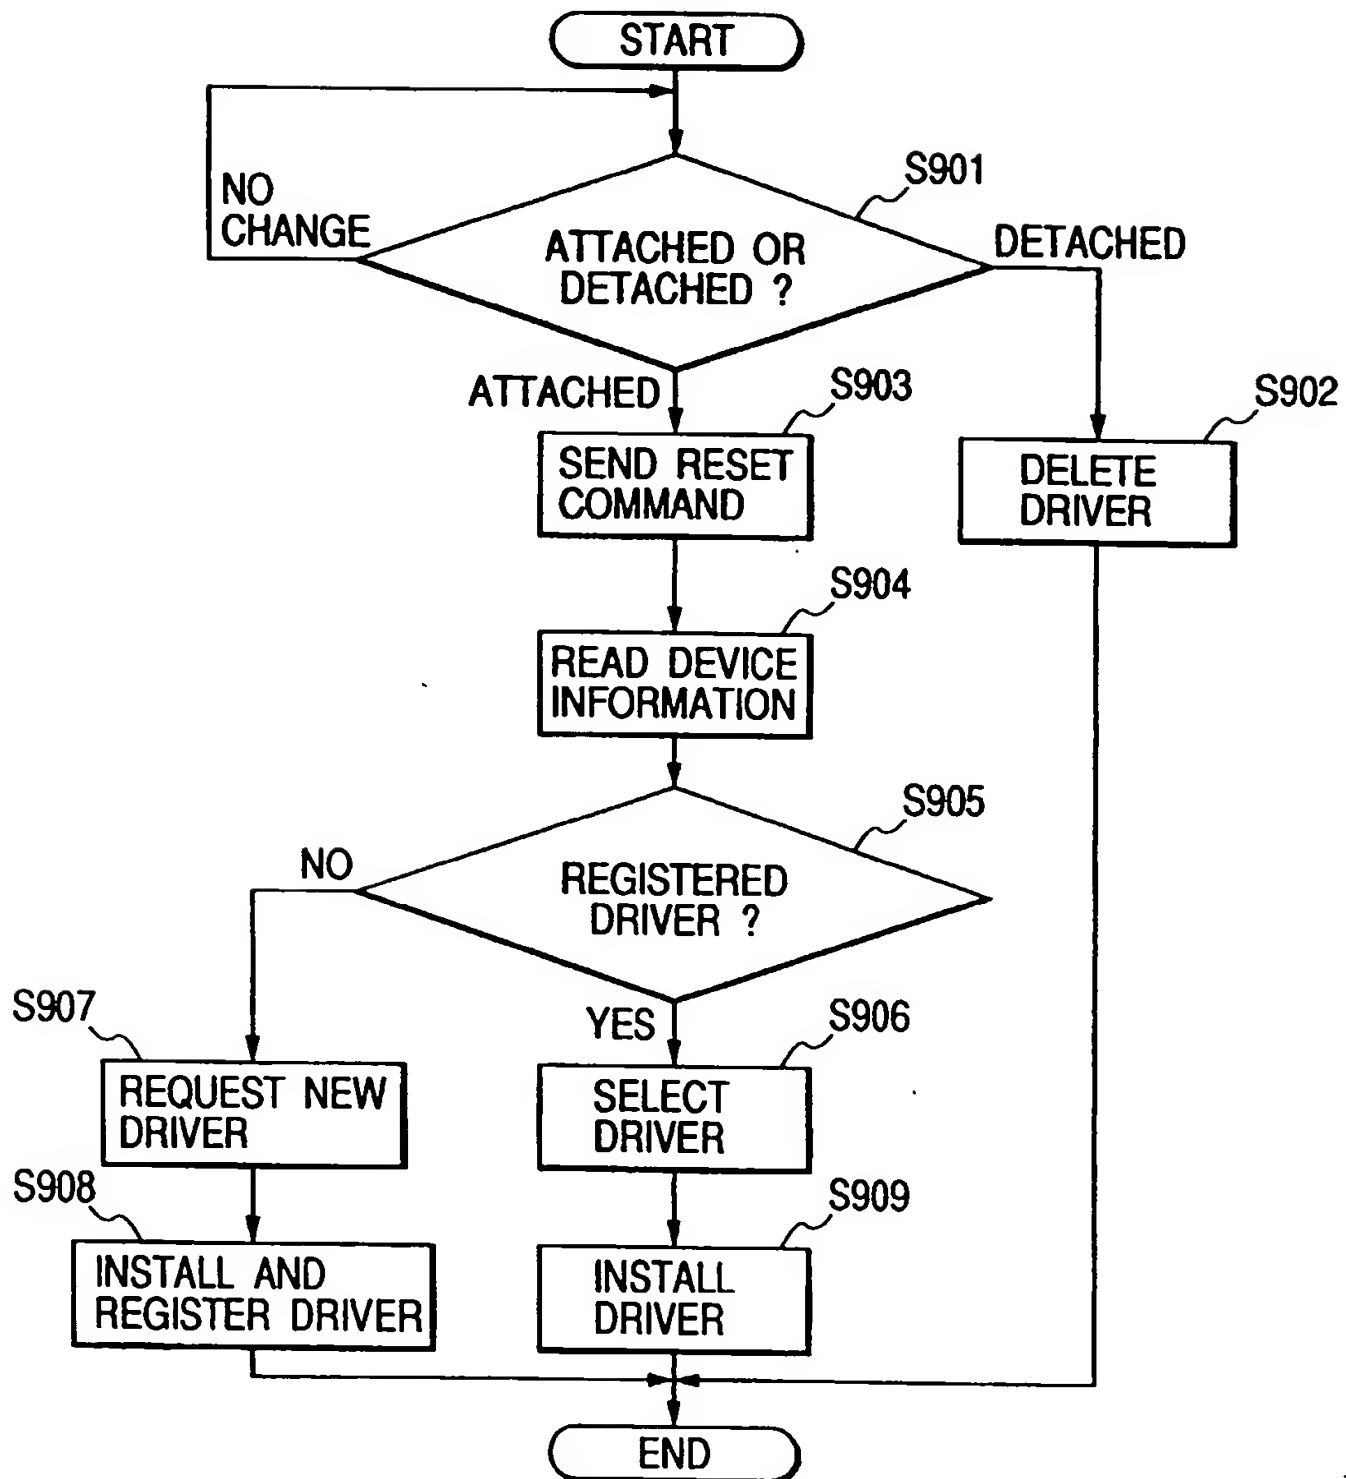 START
NO
CHANGE
S901
ATTACHED OR
DETACHED ?
DETACHED
ATTACHED
S903
SEND RESET
COMMAND
S902
DELETE
DRIVER
S904
READ DEVICE
INFORMATION
S905
REGISTERED
DRIVER ?
NO
YES
S907
REQUEST NEW
DRIVER
S906
SELECT
DRIVER
S908
INSTALL AND
REGISTER DRIVER
S909
INSTALL
DRIVER
END